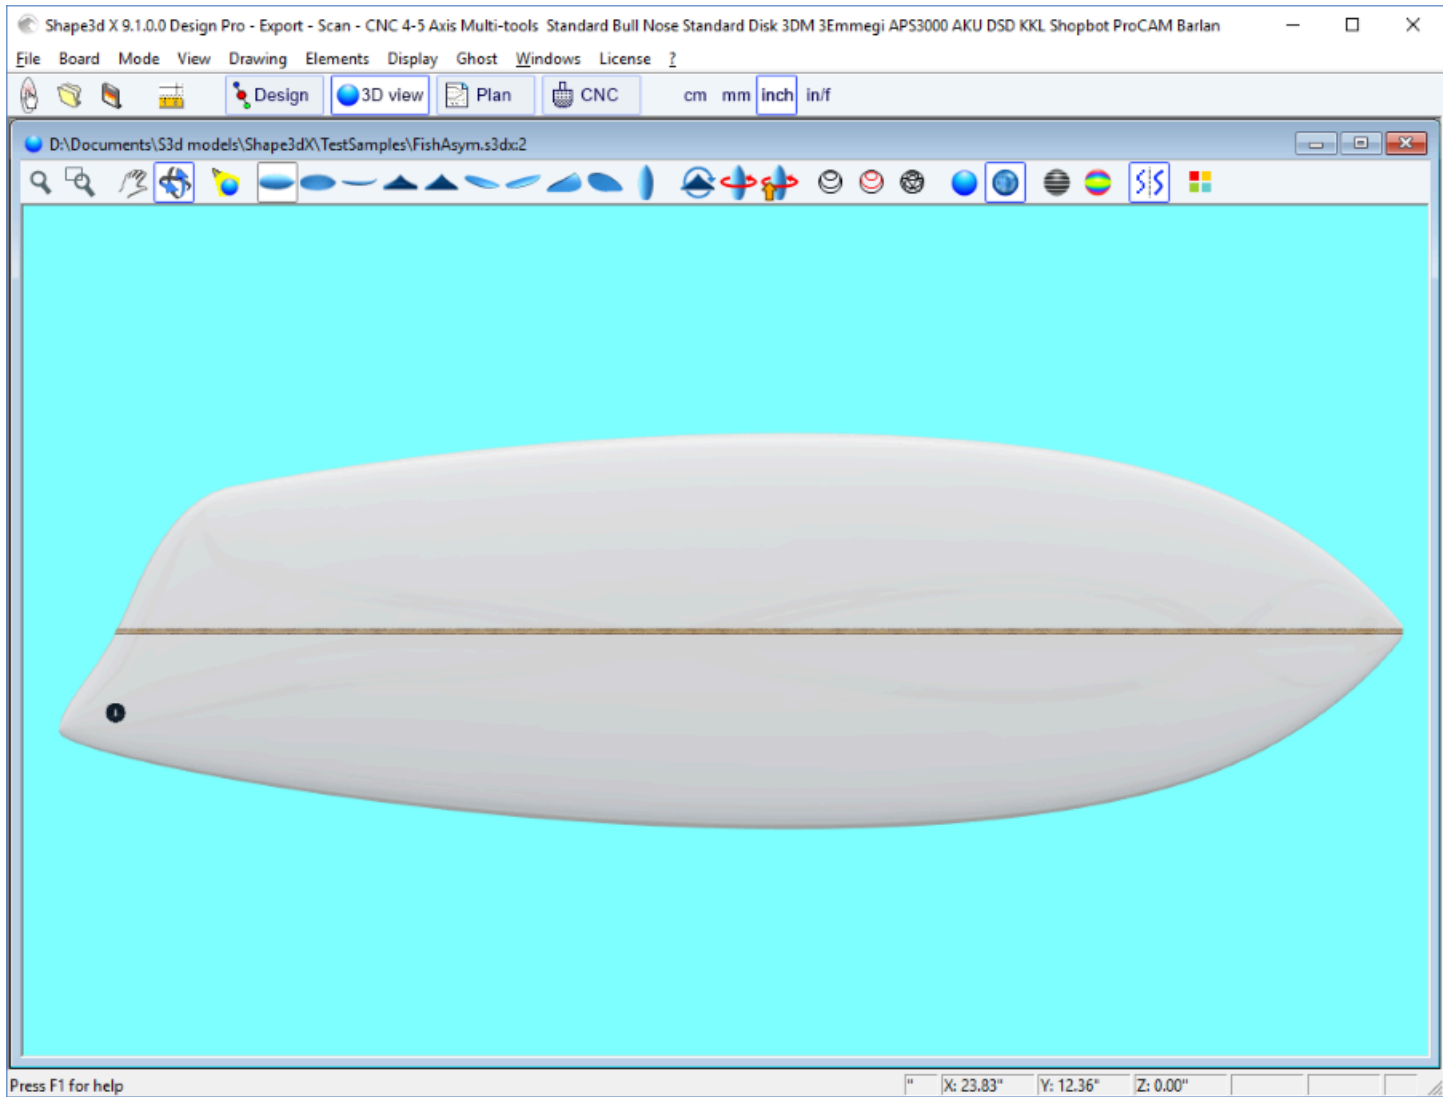 Shape3d X 9.1.0.0 Design Pro - Export - Scan - CNC 4-5 Axis Multi-tools  Standard Bull Nose Standard Disk 3DM 3Emmegi APS3000 AKU DSD KKL Shopbot ProCAM Barlan
File Board Mode View Drawing Elements Display Ghost Windows License ?
Design 3D view Plan CNC cm mm inch in/f
D:\Documents\S3d models\Shape3dX\TestSamples\FishAsym.s3dx:2
Press F1 for help " X: 23.83" Y: 12.36" Z: 0.00"